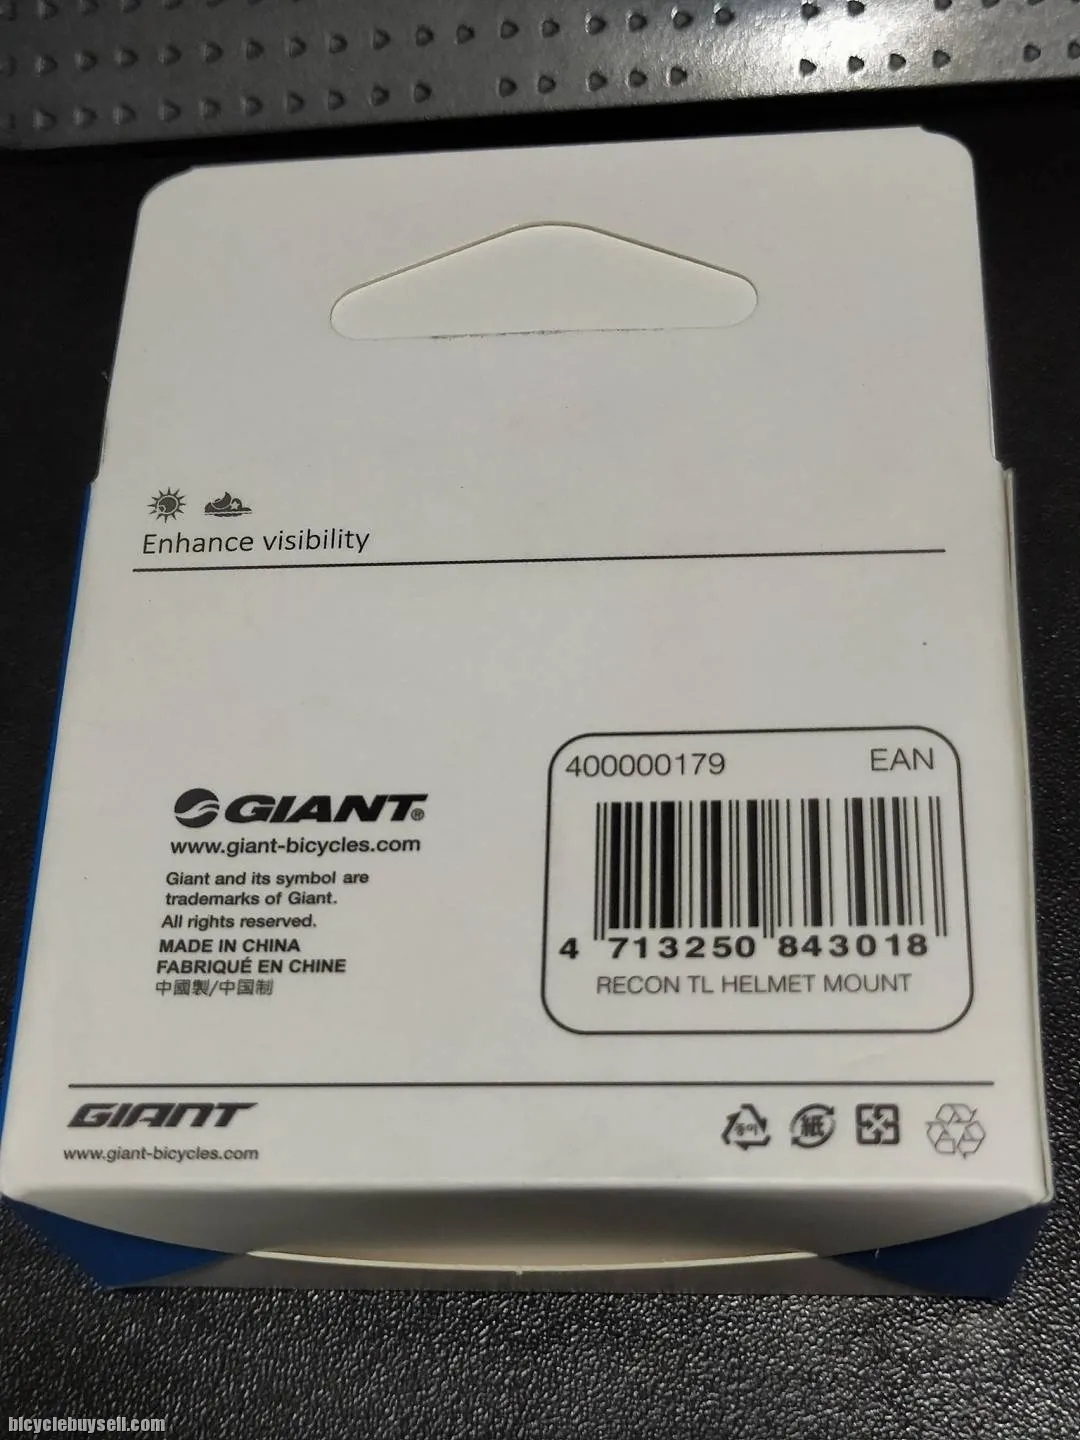 Enhance visibility
GIANT®
www.giant-bicycles.com
Giant and its symbol are
trademarks of Giant.
All rights reserved.
MADE IN CHINA
FABRIQUÉ EN CHINE
中國製/中国制
400000179 EAN
4 713250 843018
RECON TL HELMET MOUNT
GIANT
www.giant-bicycles.com
종이 紙
bicyclebuysell.com